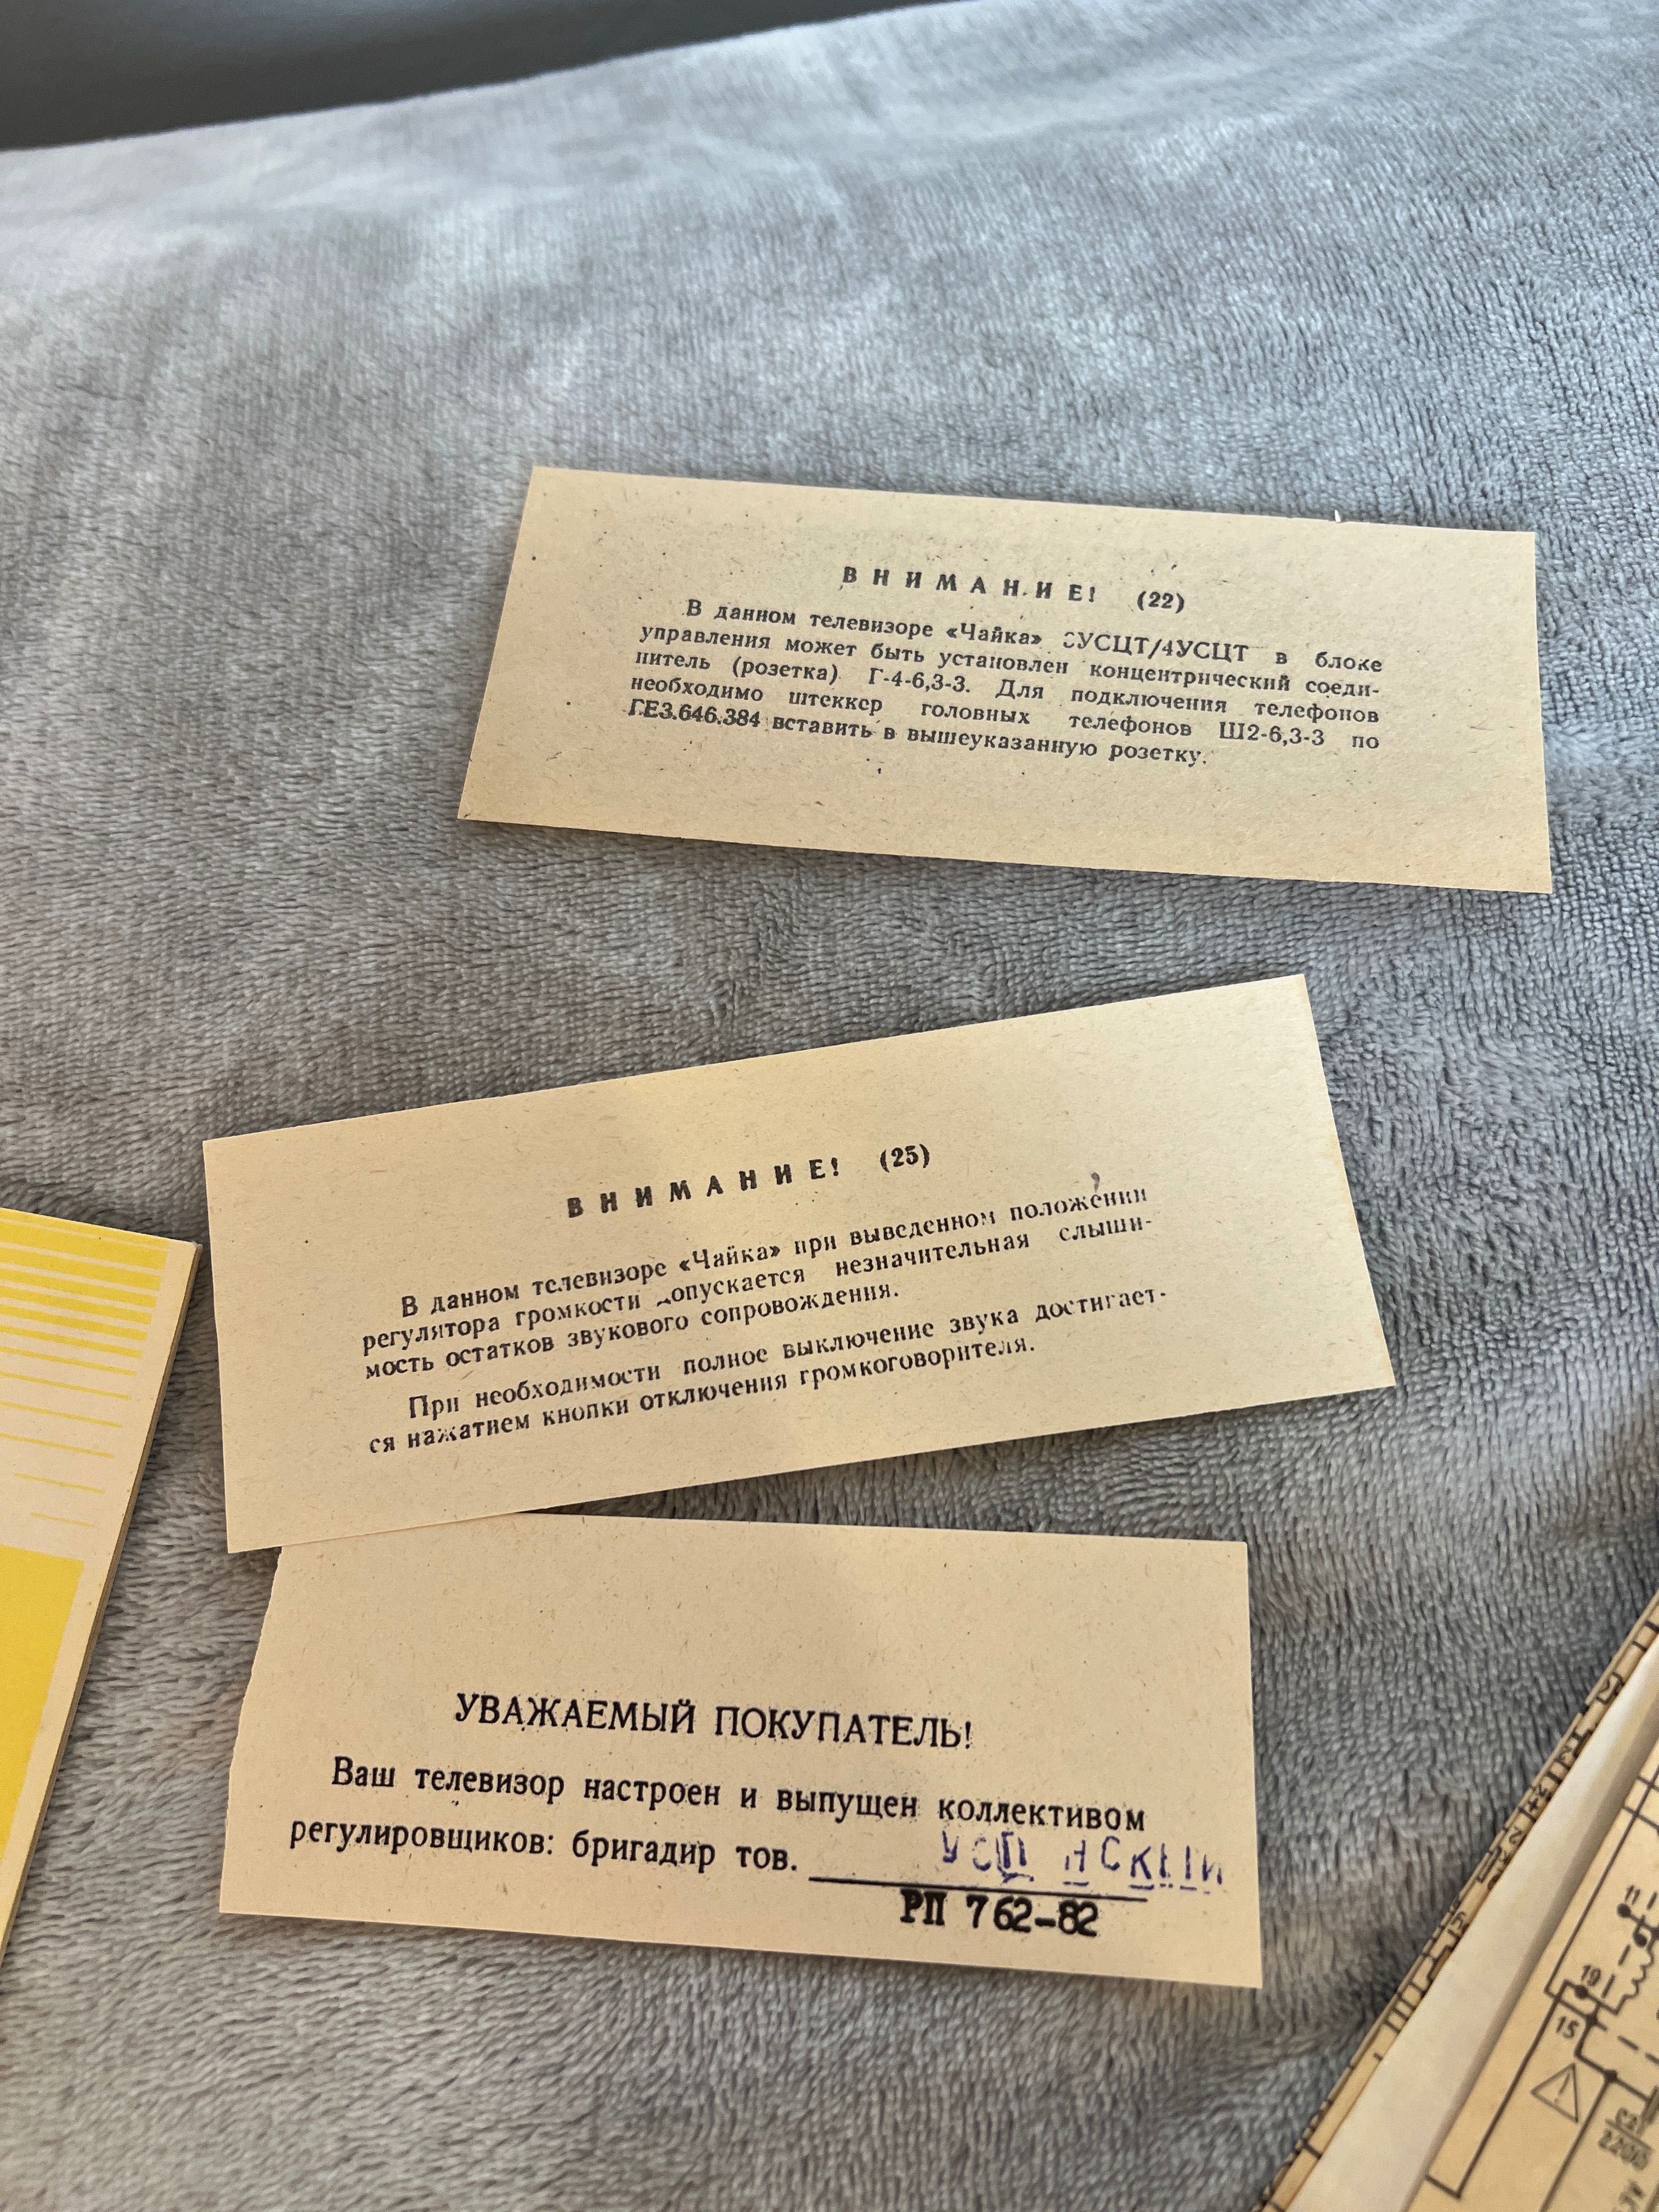 ВНИМАНИЕ! (22)
В данном телевизоре «Чайка» 3УСЦТ/4УСЦТ в блоке
управления может быть установлен концентрический соеди-
нитель (розетка) Г-4-6,3-3. Для подключения телефонов
необходимо штеккер головных телефонов Ш2-6,3-3 по
ГЕ3.646.384 вставить в вышеуказанную розетку.
ВНИМАНИЕ! (25)
В данном телевизоре «Чайка» при выведенном положении
регулятора громкости допускается незначительная слыши-
мость остатков звукового сопровождения.
При необходимости полное выключение звука достигает-
ся нажатием кнопки отключения громкоговорителя.
УВАЖАЕМЫЙ ПОКУПАТЕЛЬ!
Ваш телевизор настроен и выпущен коллективом
регулировщиков: бригадир тов.
РП 762-82
11
19
15